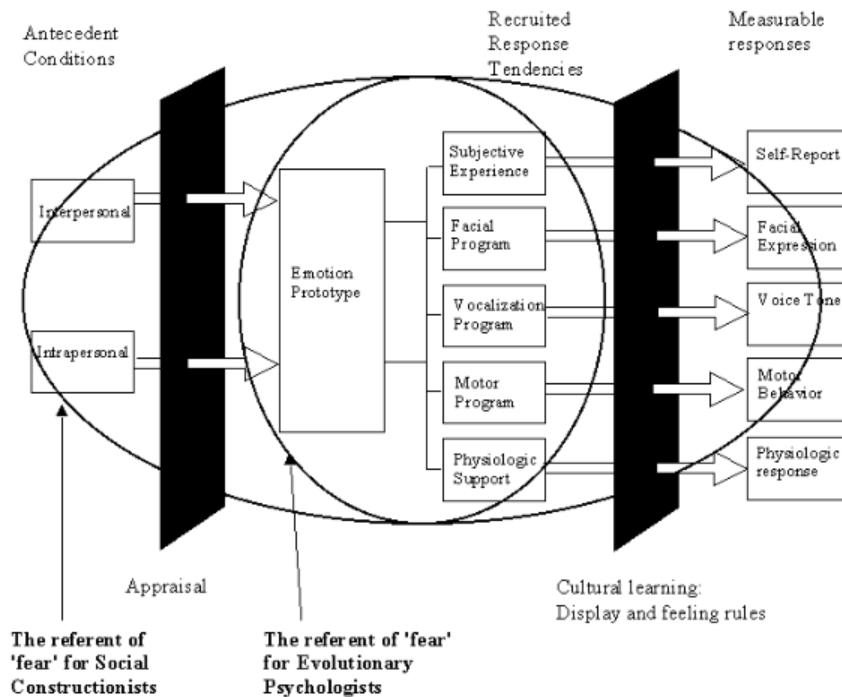 Antecedent
Conditions
Recruited
Response
Tendencies
Measurable
responses
Interpersonal
Intrapersonal
Emotion
Prototype
Subjective
Experience
Facial
Program
Vocalization
Program
Motor
Program
Physiologic
Support
Self-Report
Facial
Expression
Voice Tone
Motor
Behavior
Physiologic
response
Appraisal
Cultural learning:
Display and feeling rules
The referent of
'fear' for Social
Constructionists
The referent of 'fear'
for Evolutionary
Psychologists